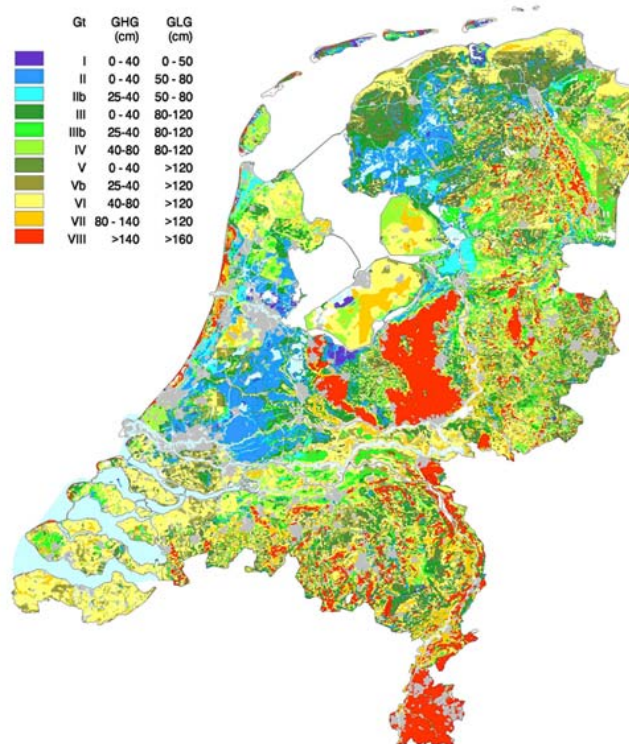 Gt GHG GLG
(cm) (cm)
I 0 - 40 0 - 50
II 0 - 40 50 - 80
IIb 25-40 50 - 80
III 0 - 40 80-120
IIIb 25-40 80-120
IV 40-80 80-120
V 0 - 40 >120
Vb 25-40 >120
VI 40-80 >120
VII 80 - 140 >120
VIII >140 >160